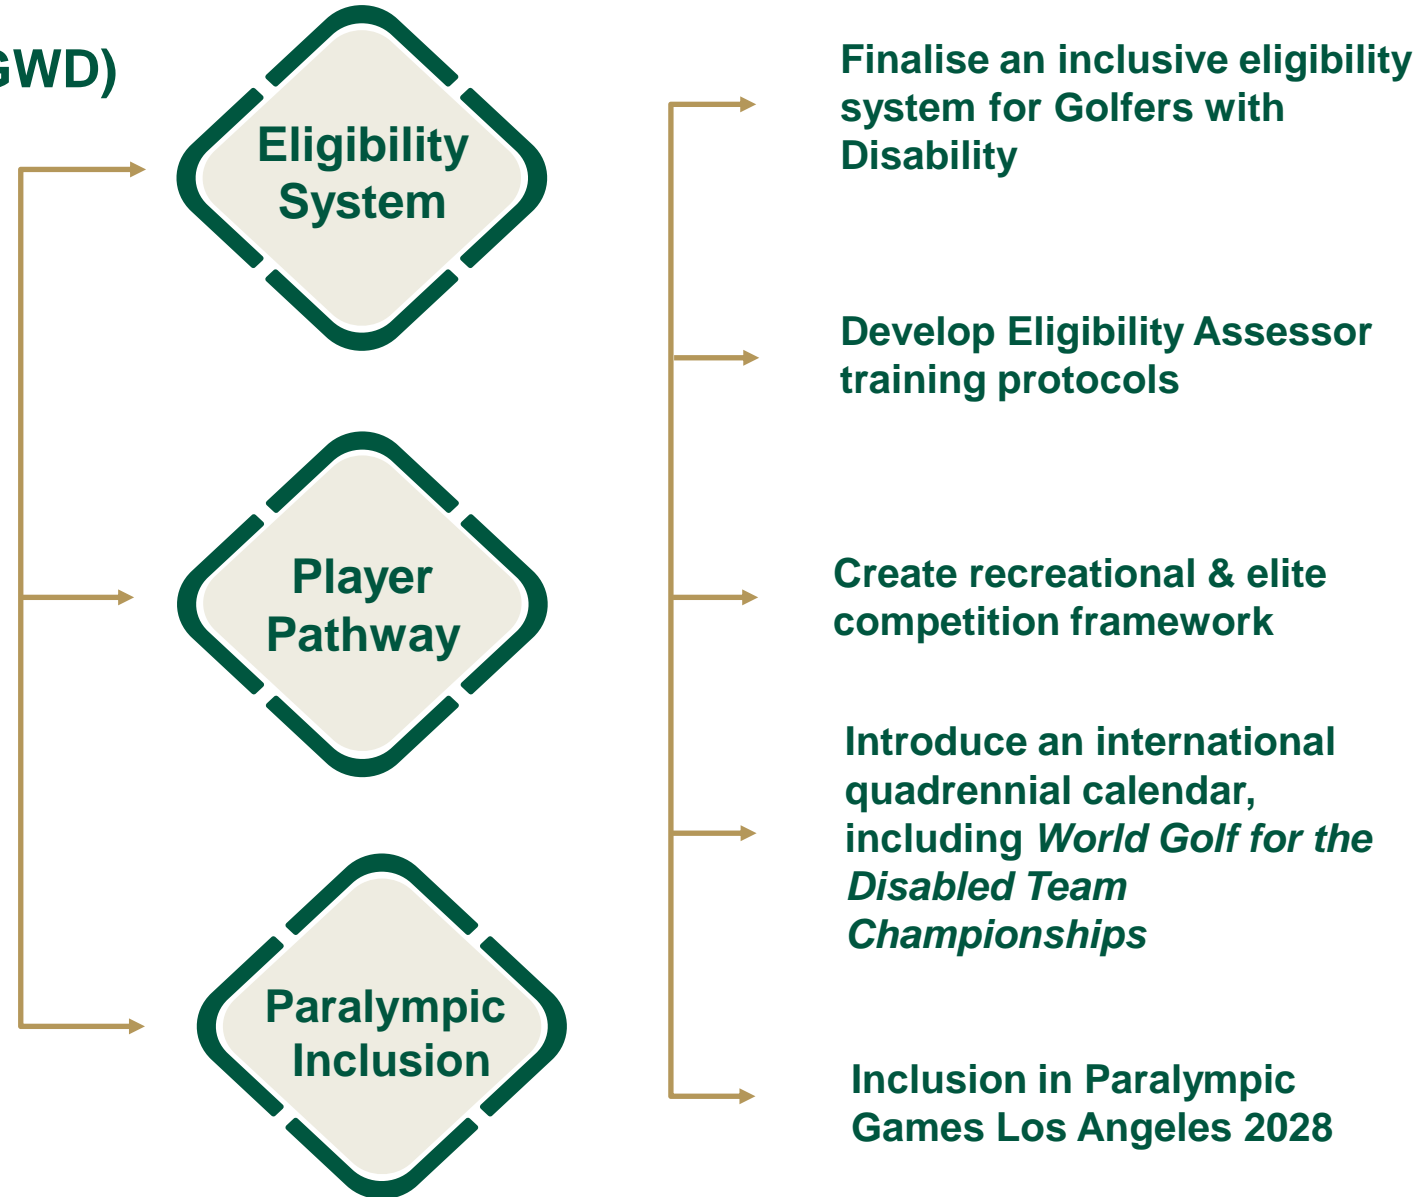 GWD)
Eligibility
System
Player
Pathway
Paralympic
Inclusion
Finalise an inclusive eligibility
system for Golfers with
Disability
Develop Eligibility Assessor
training protocols
Create recreational & elite
competition framework
Introduce an international
quadrennial calendar,
including World Golf for the
Disabled Team
Championships
Inclusion in Paralympic
Games Los Angeles 2028